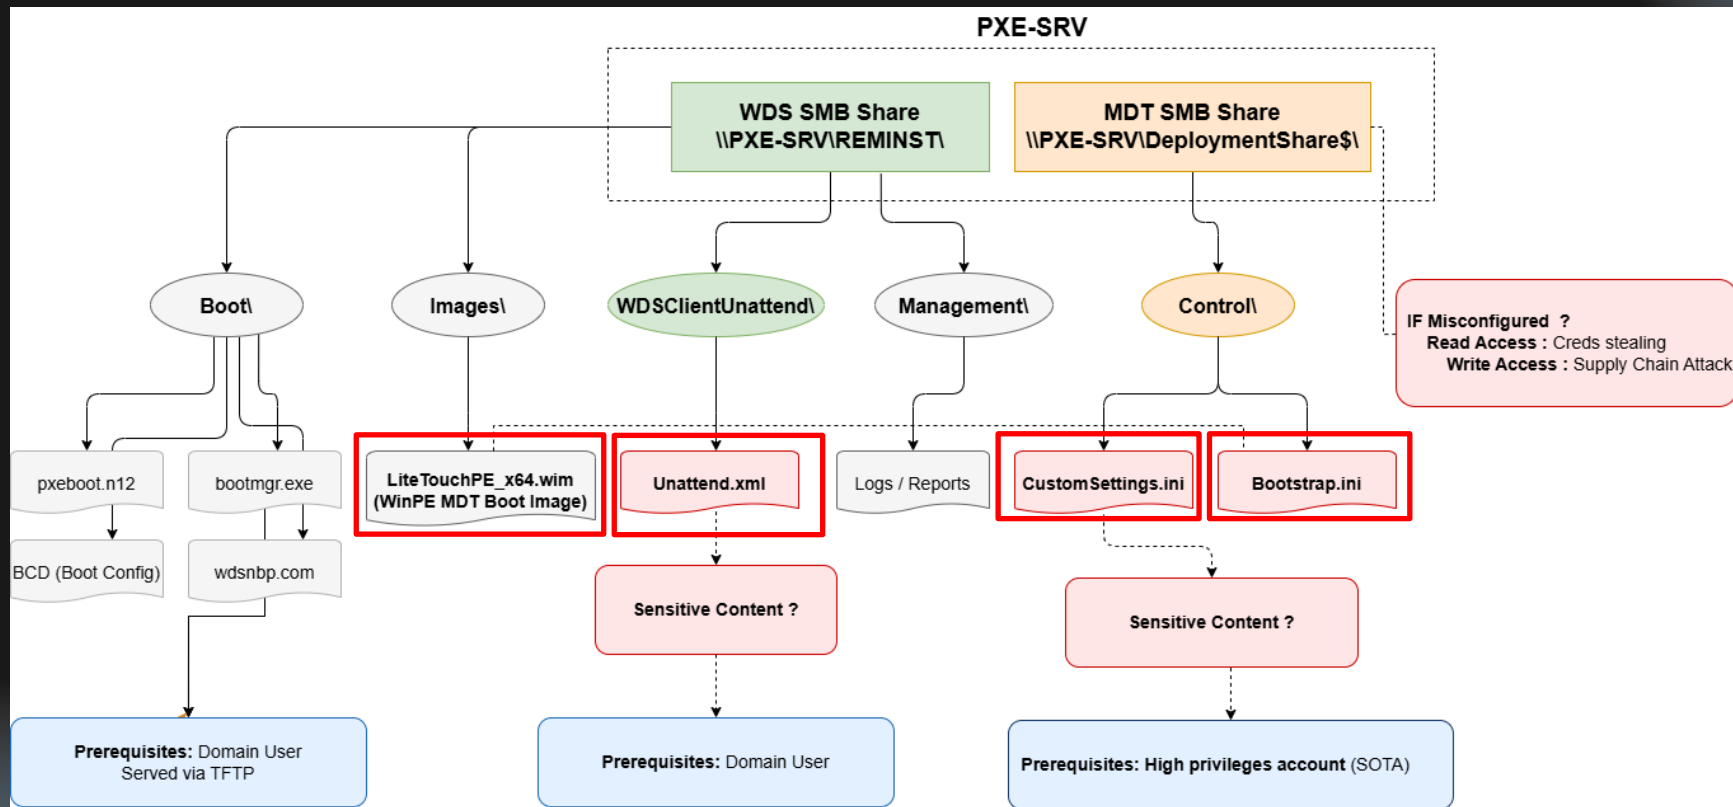 PXE-SRV
WDS SMB Share
\\PXE-SRV\REMINST\
MDT SMB Share
\\PXE-SRV\DeploymentShare$\
Boot\
Images\
WDSClientUnattend\
Management\
Control\
IF Misconfigured ?
Read Access : Creds stealing
Write Access : Supply Chain Attack
pxeboot.n12
bootmgr.exe
LiteTouchPE_x64.wim
(WinPE MDT Boot Image)
Unattend.xml
Logs / Reports
CustomSettings.ini
Bootstrap.ini
BCD (Boot Config)
wdsnbp.com
Sensitive Content ?
Sensitive Content ?
Prerequisites: Domain User
Served via TFTP
Prerequisites: Domain User
Prerequisites: High privileges account (SOTA)